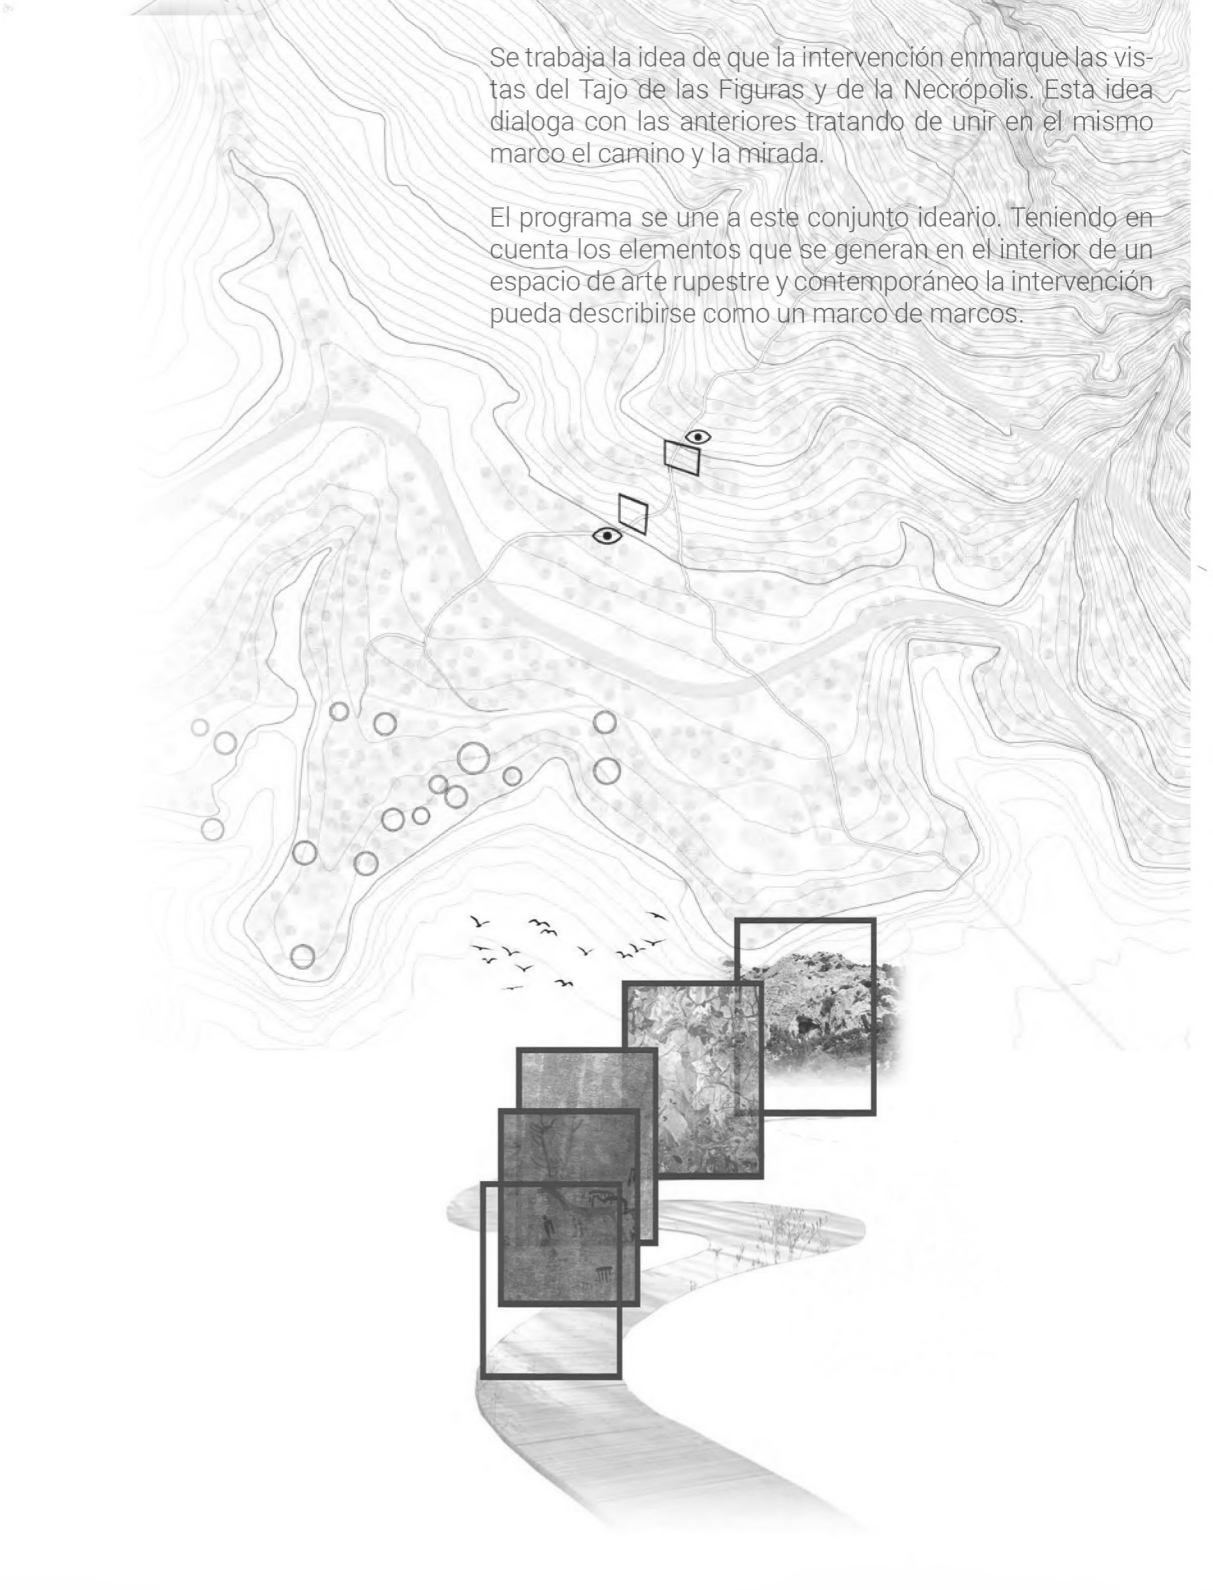 Se trabaja la idea de que la intervención enmarque las vis-
tas del Tajo de las Figuras y de la Necrópolis. Esta idea
dialoga con las anteriores tratando de unir en el mismo
marco el camino y la mirada.
El programa se une a este conjunto ideario. Teniendo en
cuenta los elementos que se generan en el interior de un
espacio de arte rupestre y contemporáneo la intervención
pueda describirse como un marco de marcos.